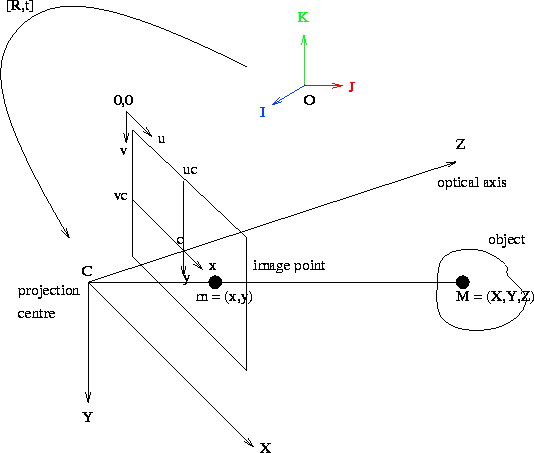 [R,t]
K
O
J
I
0,0
u
v
Z
uc
optical axis
vc
c
object
x
image point
C
y
projection
centre
m = (x,y)
M = (X,Y,Z)
Y
X